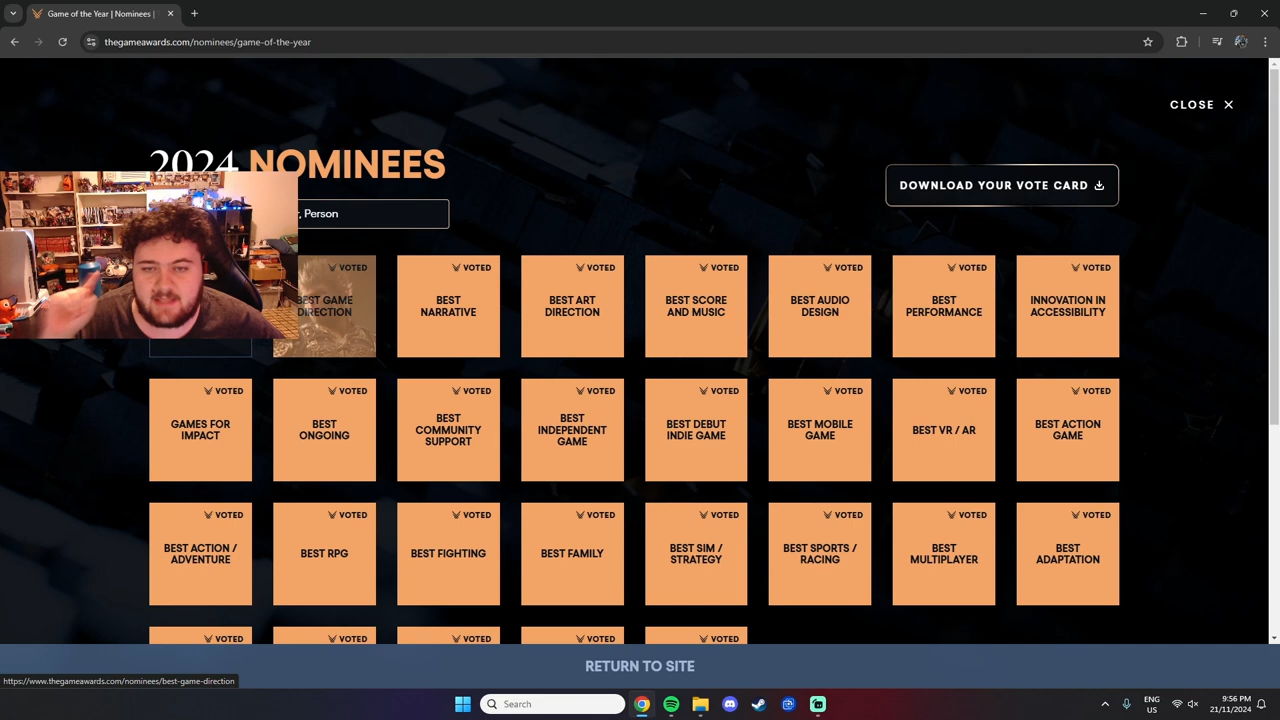 Game of the Year | Nominees |
thegameawards.com/nominees/game-of-the-year
CLOSE
2024 NOMINEES
DOWNLOAD YOUR VOTE CARD
, Person
VOTED
BEST GAME
DIRECTION
VOTED
BEST
NARRATIVE
VOTED
BEST ART
DIRECTION
VOTED
BEST SCORE
AND MUSIC
VOTED
BEST AUDIO
DESIGN
VOTED
BEST
PERFORMANCE
VOTED
INNOVATION IN
ACCESSIBILITY
VOTED
GAMES FOR
IMPACT
VOTED
BEST
ONGOING
VOTED
BEST
COMMUNITY
SUPPORT
VOTED
BEST
INDEPENDENT
GAME
VOTED
BEST DEBUT
INDIE GAME
VOTED
BEST MOBILE
GAME
VOTED
BEST VR / AR
VOTED
BEST ACTION
GAME
VOTED
BEST ACTION /
ADVENTURE
VOTED
BEST RPG
VOTED
BEST FIGHTING
VOTED
BEST FAMILY
VOTED
BEST SIM /
STRATEGY
VOTED
BEST SPORTS /
RACING
VOTED
BEST
MULTIPLAYER
VOTED
BEST
ADAPTATION
VOTED
VOTED
VOTED
VOTED
VOTED
RETURN TO SITE
https://www.thegameawards.com/nominees/best-game-direction
Search
ENG
US
9:56 PM
21/11/2024